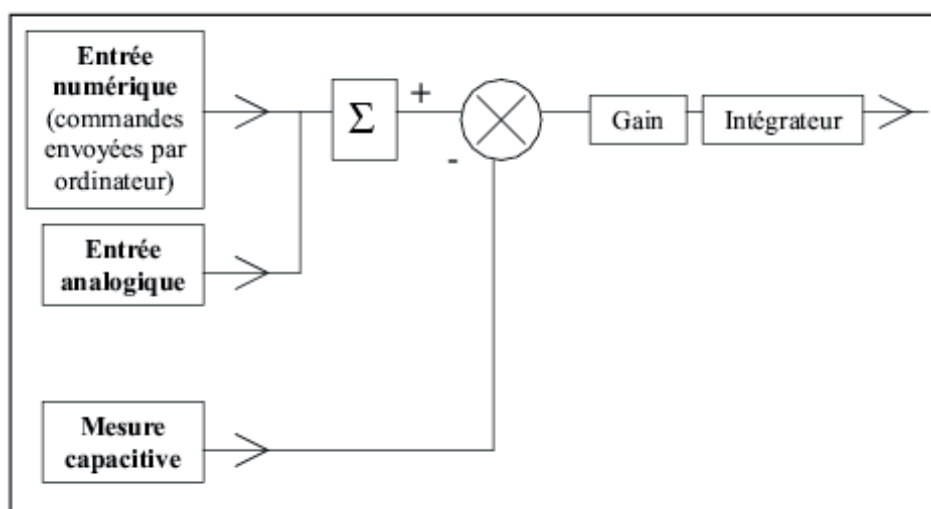 Entrée
numérique
(commandes
envoyées par
ordinateur)
Σ
+
-
Gain
Intégrateur
Entrée
analogique
Mesure
capacitive